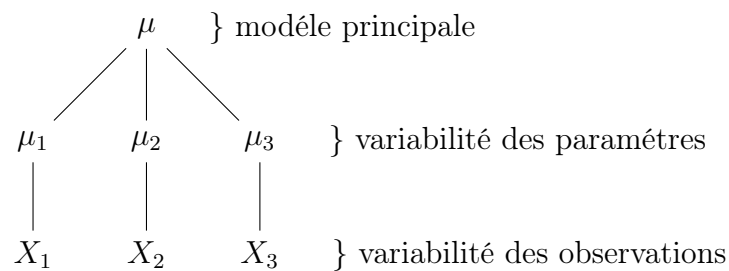 μ } modéle principale
μ₁ μ₂ μ₃ } variabilité des paramétres
X₁ X₂ X₃ } variabilité des observations